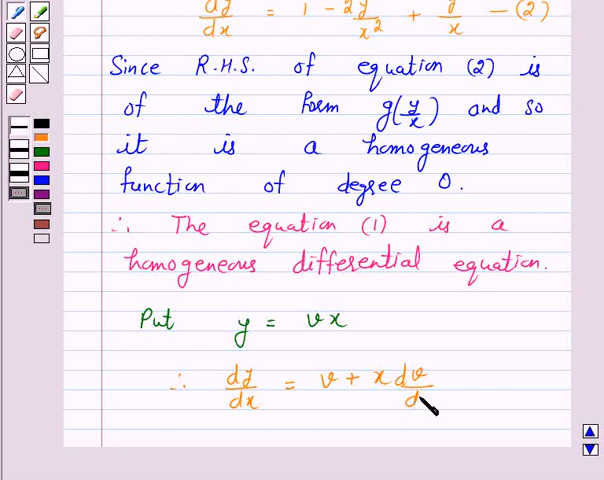 dy/dx = 1 - 2y/x² + y/x - (2)
Since R.H.S. of equation (2) is
of the form g(y/x) and so
it is a homogeneous
function of degree 0.
∴ The equation (1) is a
homogeneous differential equation.
Put y = vx
∴ dy/dx = v + x dv/d